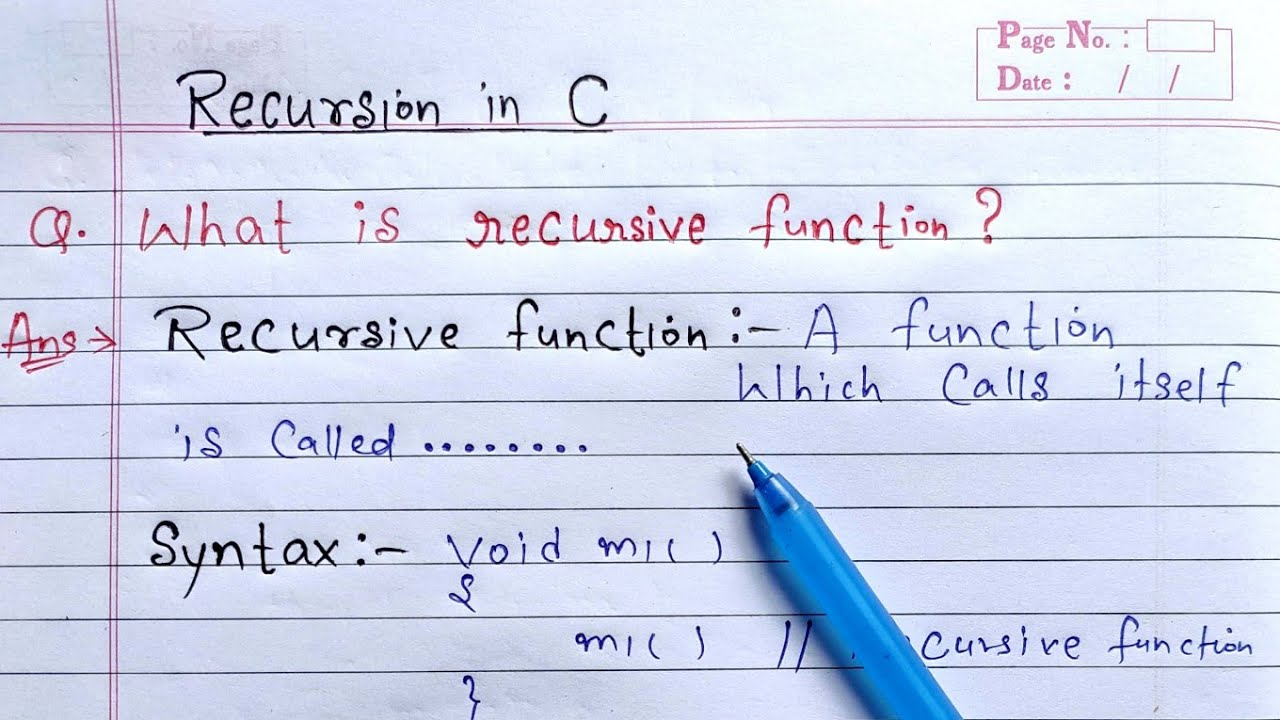 Page No. :
Date : / /
Recursion in C
Q. What is recursive function?
Ans → Recursive function :- A function
which calls itself
is called ........
Syntax :- void m1( )
{
m1( ) // cursive function
}